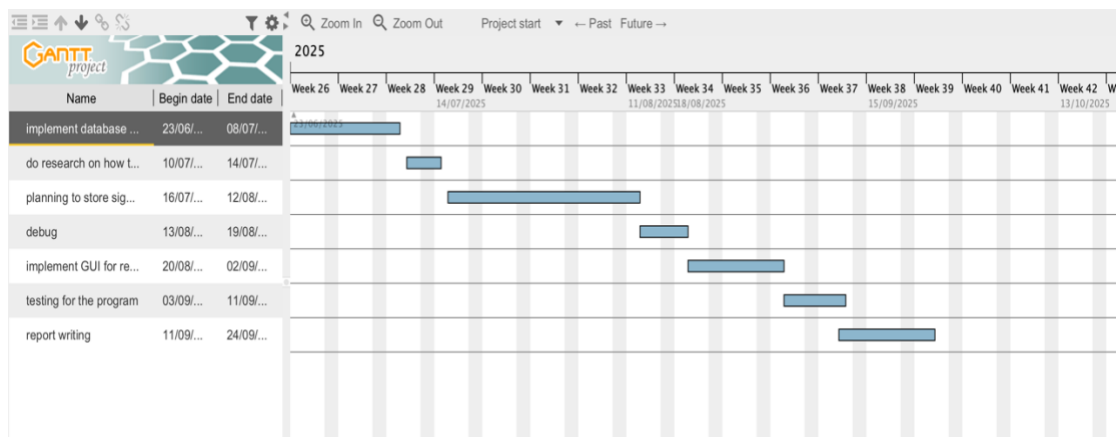 Zoom In Zoom Out Project start ← Past Future →
GANTT
project
2025
Week 26 Week 27 Week 28 Week 29 Week 30 Week 31 Week 32 Week 33 Week 34 Week 35 Week 36 Week 37 Week 38 Week 39 Week 40 Week 41 Week 42 W
14/07/2025 11/08/2025 18/08/2025 15/09/2025 13/10/2025
Name Begin date End date
23/06/2025
implement database ... 23/06/... 08/07/...
do research on how t... 10/07/... 14/07/...
planning to store sig... 16/07/... 12/08/...
debug 13/08/... 19/08/...
implement GUI for re... 20/08/... 02/09/...
testing for the program 03/09/... 11/09/...
report writing 11/09/... 24/09/...